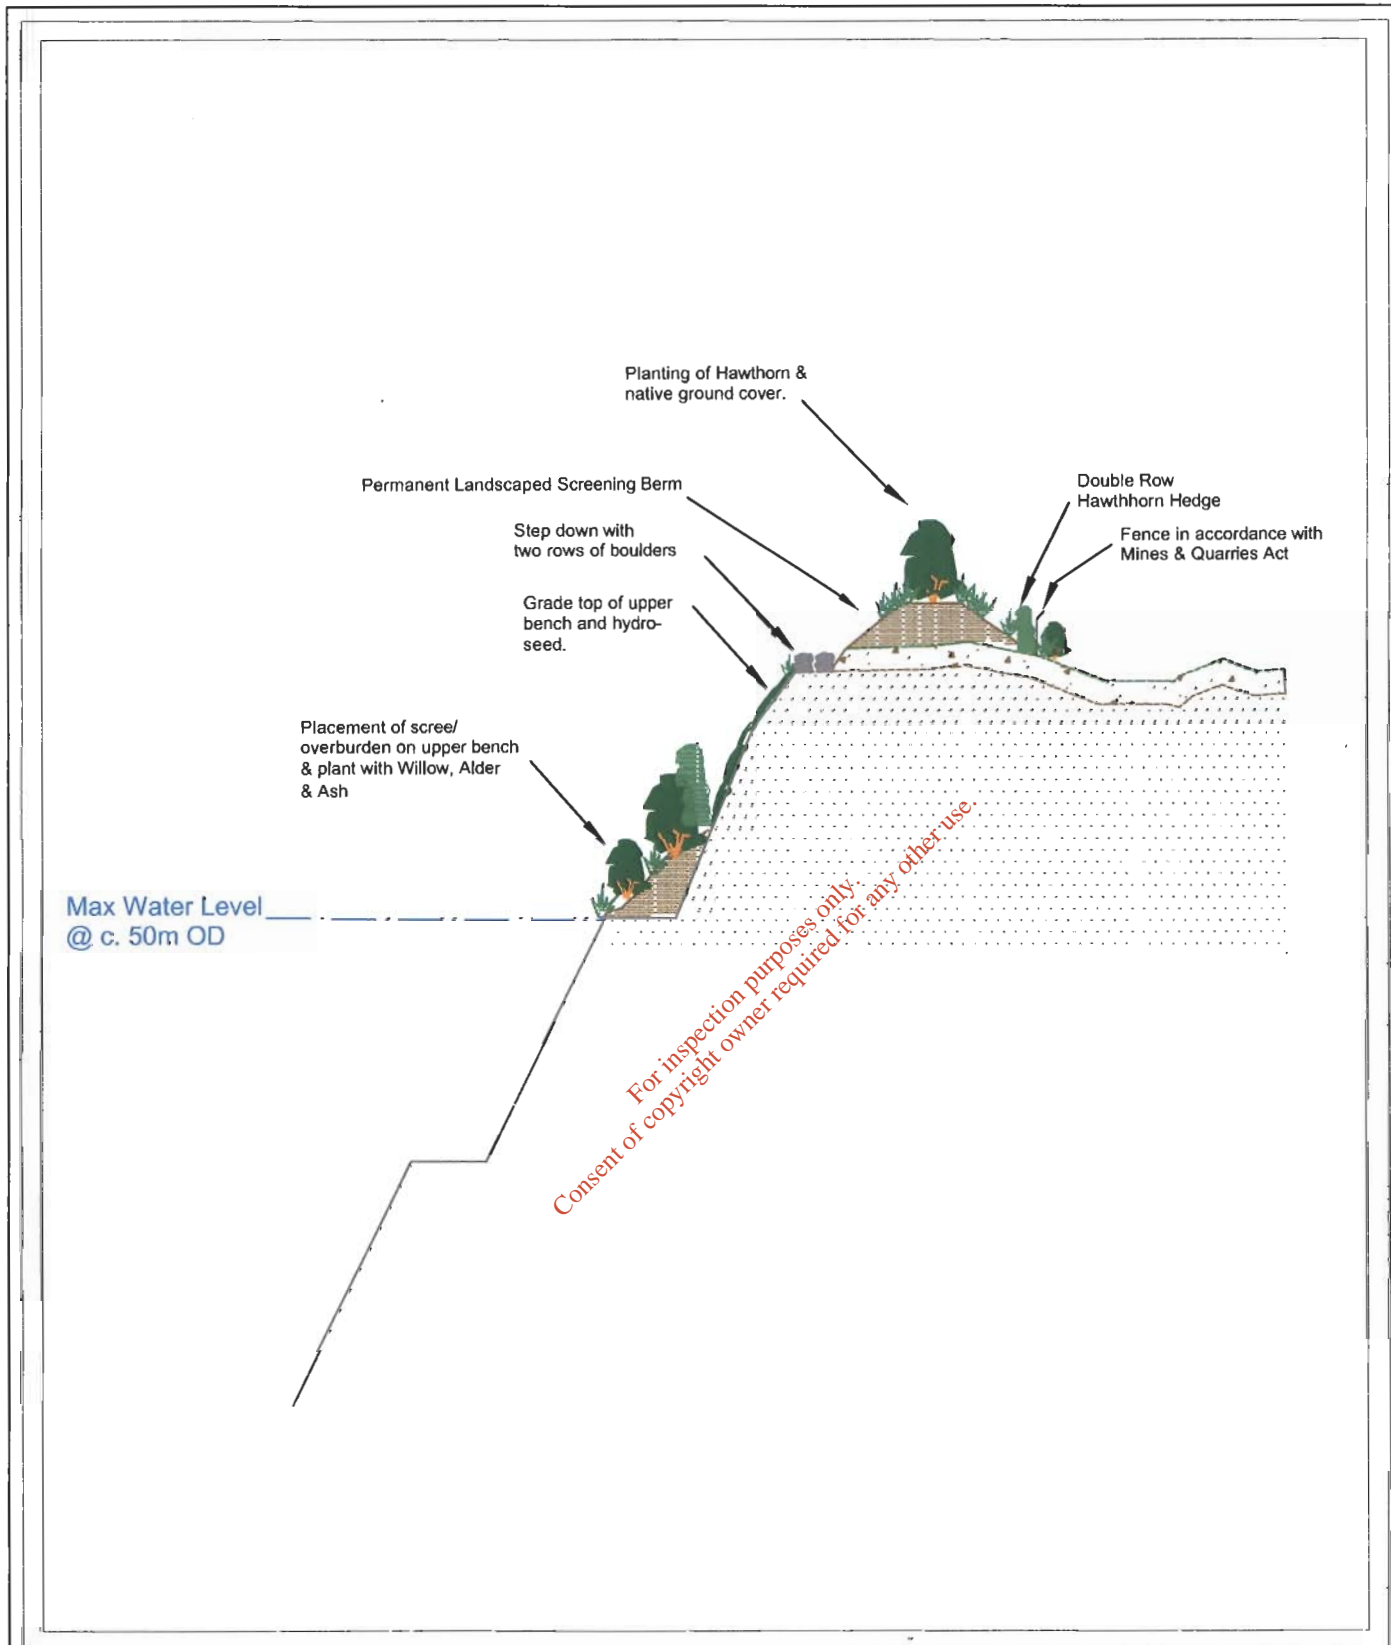 Planting of Hawthorn &
native ground cover.
Permanent Landscaped Screening Berm
Double Row
Hawthhorn Hedge
Step down with
two rows of boulders
Fence in accordance with
Mines & Quarries Act
Grade top of upper
bench and hydro-
seed.
Placement of scree/
overburden on upper bench
& plant with Willow, Alder
& Ash
Max Water Level
@ c. 50m OD
For inspection purposes only.
Consent of copyright owner required for any other use.